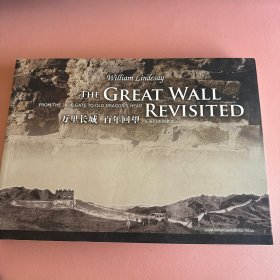 William Lindesay
THE GREAT WALL
FROM THE JADE GATE TO OLD DRAGON'S HEAD
REVISITED
万里长城 百年回望